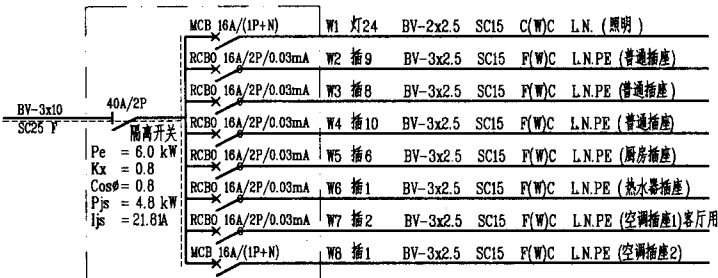 MCB 16A/(1P+N) W1 灯24 BV-2x2.5 SC15 C(W)C L.N. (照明)
RCBO 16A/2P/0.03mA W2 插9 BV-3x2.5 SC15 F(W)C L.N.PE (普通插座)
RCBO 16A/2P/0.03mA W3 插8 BV-3x2.5 SC15 F(W)C L.N.PE (普通插座)
RCBO 16A/2P/0.03mA W4 插10 BV-3x2.5 SC15 F(W)C L.N.PE (普通插座)
RCBO 16A/2P/0.03mA W5 插6 BV-3x2.5 SC15 F(W)C L.N.PE (厨房插座)
RCBO 16A/2P/0.03mA W6 插1 BV-3x2.5 SC15 F(W)C L.N.PE (热水器插座)
RCBO 16A/2P/0.03mA W7 插2 BV-3x2.5 SC15 F(W)C L.N.PE (空调插座1)客厅用
MCB 16A/(1P+N) W8 插1 BV-3x2.5 SC15 F(W)C L.N.PE (空调插座2)
BV-3x10 40A/2P
SC25 F 隔离开关
Pe = 6.0 kW
Kx = 0.8
Cosø = 0.8
Pjs = 4.8 kW
Ijs = 21.81A